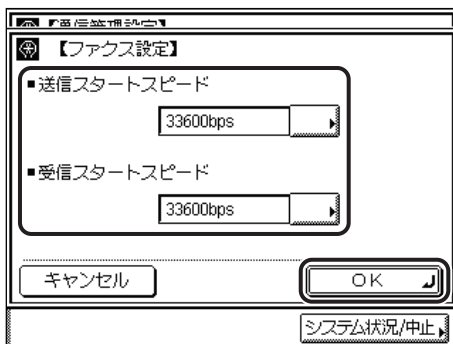 【ファクス設定】
■送信スタートスピード
33600bps
■受信スタートスピード
33600bps
キャンセル
OK
システム状況/中止